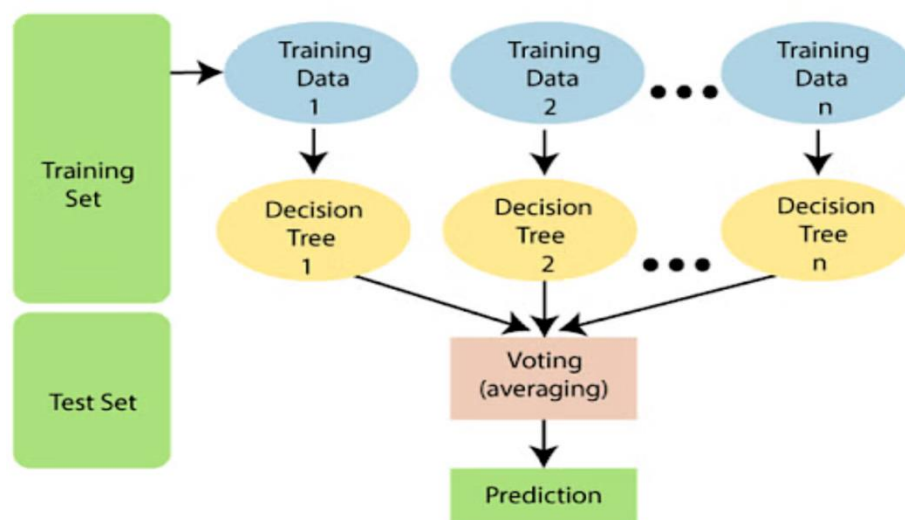 Training
Set
Test Set
Training
Data
1
Training
Data
2
Training
Data
n
Decision
Tree
1
Decision
Tree
2
Decision
Tree
n
Voting
(averaging)
Prediction